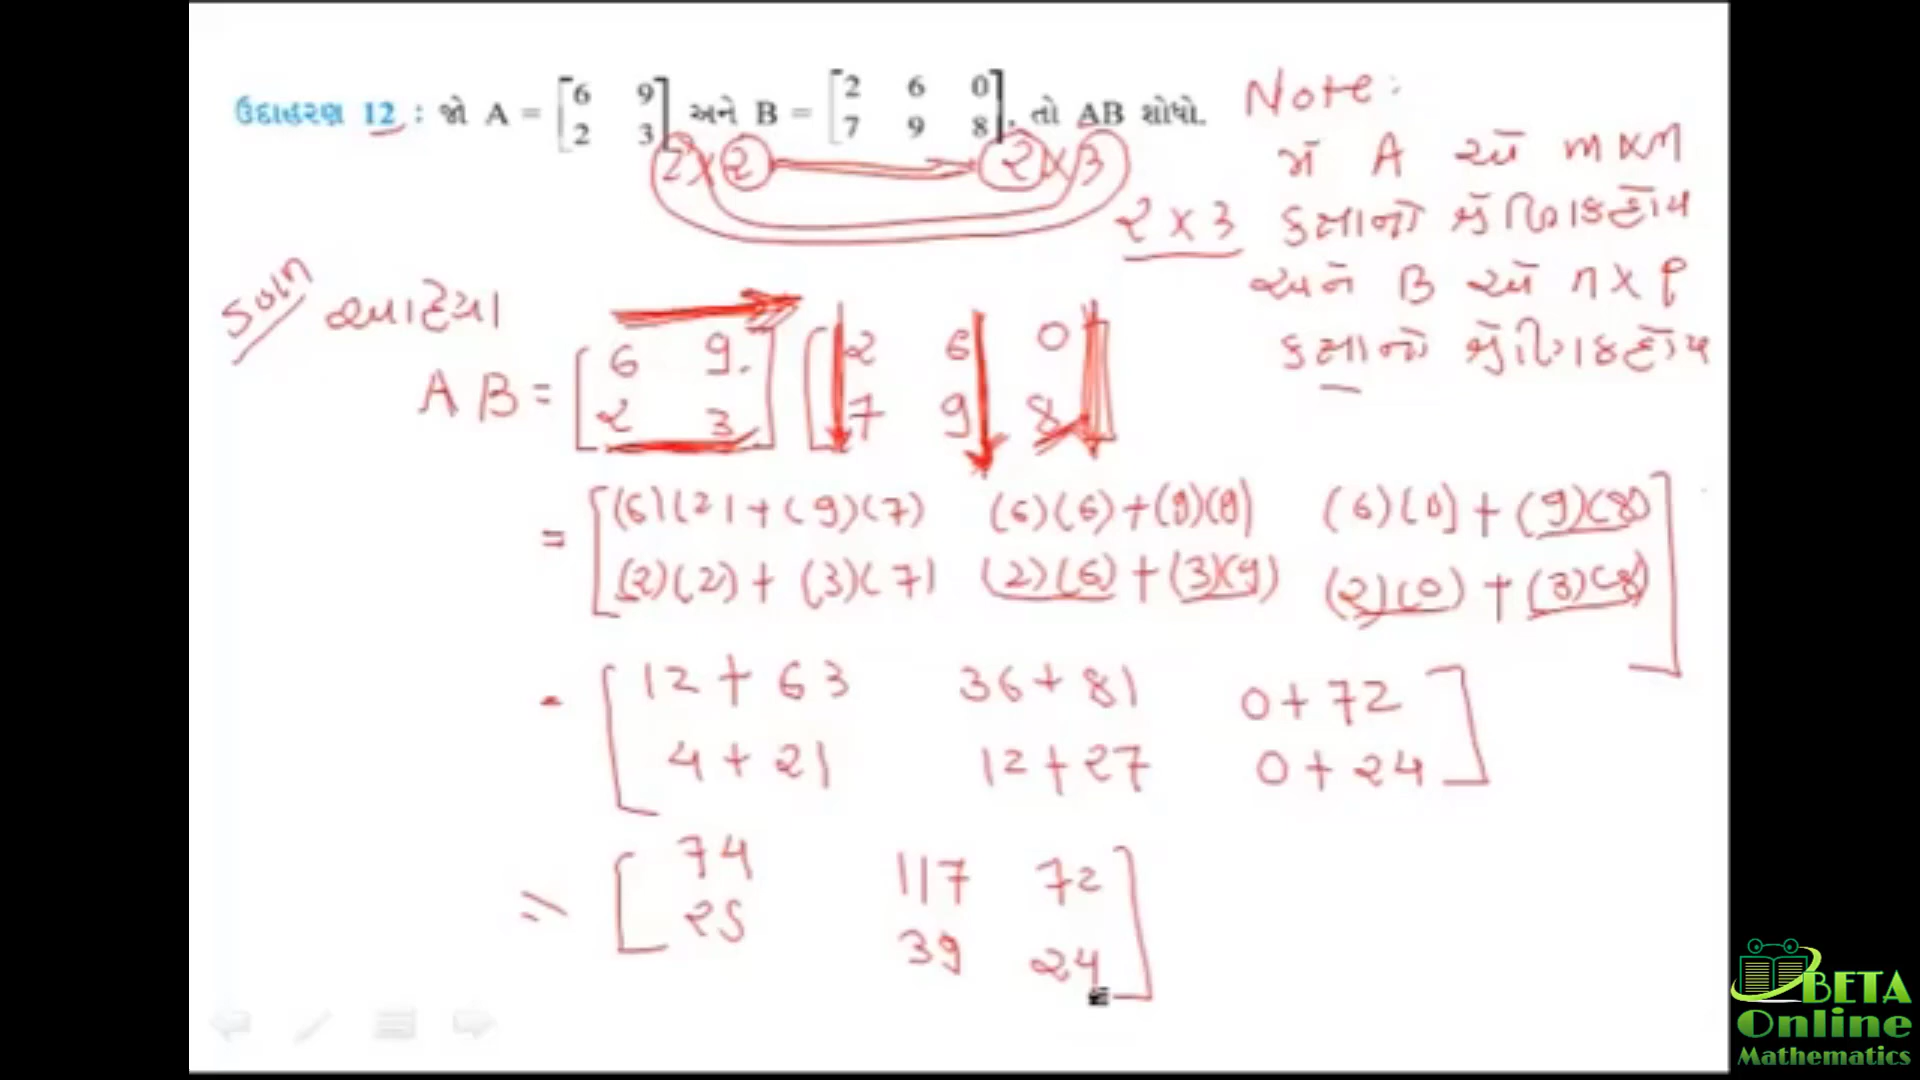 ઉદાહરણ 12 : જો A = [6 9 અને B = [2 6 0 , તો AB શોધો.
2 3] 7 9 8]
2 x 2 2 x 3
2 x 3
Note :
જો A એ m x n
કક્ષાનો શ્રેણિક હોય
અને B એ n x p
કક્ષાનો શ્રેણિક હોય
Soln
AB = [6 9 [2 6 0
2 3] 7 9 8]
= [(6)(2) + (9)(7) (6)(6) + (9)(9) (6)(0) + (9)(8)
(2)(2) + (3)(7) (2)(6) + (3)(9) (2)(0) + (3)(8)]
- [12 + 63 36 + 81 0 + 72
4 + 21 12 + 27 0 + 24]
= [74 117 72
25 39 24]
BETA
Online
Mathematics